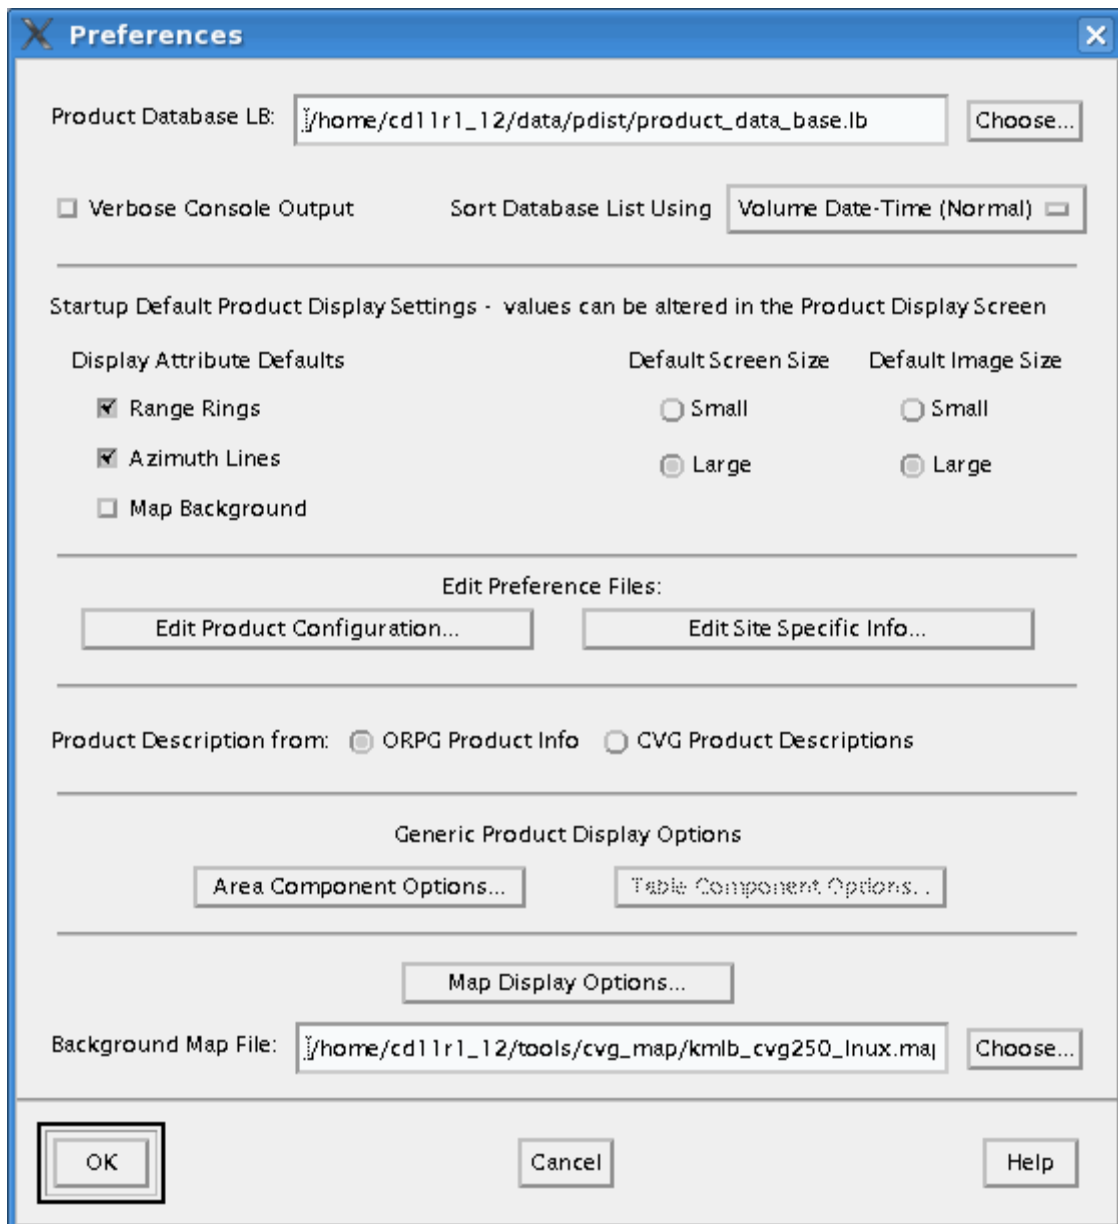 Preferences
Product Database LB: /home/cd11r1_12/data/pdist/product_data_base.lb Choose...
Verbose Console Output Sort Database List Using Volume Date-Time (Normal)
Startup Default Product Display Settings - values can be altered in the Product Display Screen
Display Attribute Defaults Default Screen Size Default Image Size
Range Rings Small Small
Azimuth Lines Large Large
Map Background
Edit Preference Files:
Edit Product Configuration... Edit Site Specific Info...
Product Description from: ORPG Product Info CVG Product Descriptions
Generic Product Display Options
Area Component Options... Table Component Options...
Map Display Options...
Background Map File: /home/cd11r1_12/tools/cvg_map/kmlb_cvg250_lnux.map Choose...
OK Cancel Help